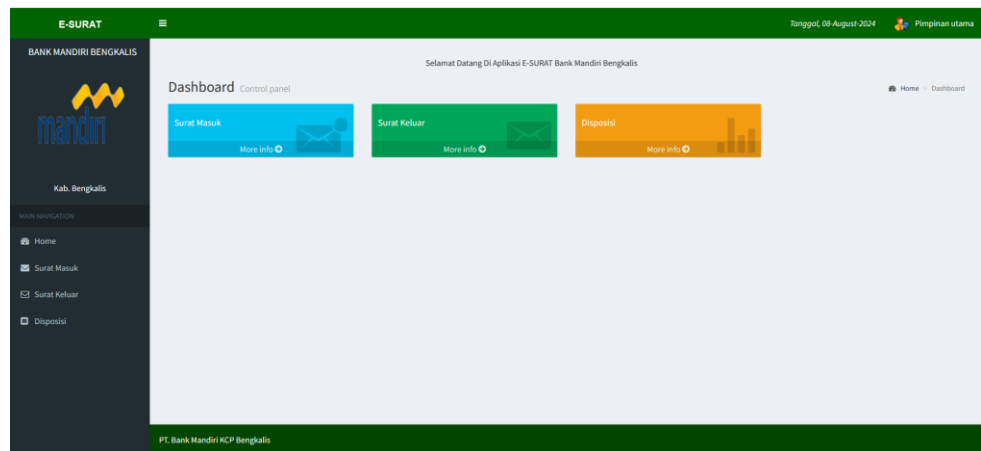 E-SURAT
Tanggal, 08-August-2024
Pimpinan utama
BANK MANDIRI BENGKALIS
mandırı
Kab. Bengkalis
MAIN NAVIGATION
Home
Surat Masuk
Surat Keluar
Disposisi
Selamat Datang Di Aplikasi E-SURAT Bank Mandiri Bengkalis
Dashboard Control panel
Home > Dashboard
Surat Masuk
More info
Surat Keluar
More info
Disposisi
More info
PT. Bank Mandiri KCP Bengkalis